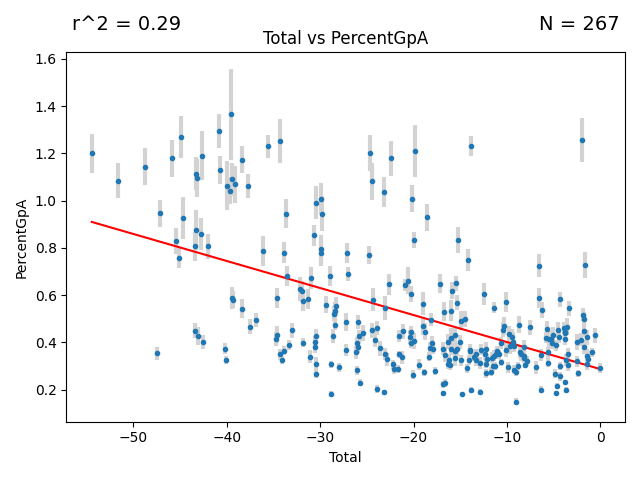 r^2 = 0.29
N = 267
Total vs PercentGpA
1.6
1.4
1.2
1.0
0.8
0.6
0.4
0.2
PercentGpA
−50
−40
−30
−20
−10
0
Total